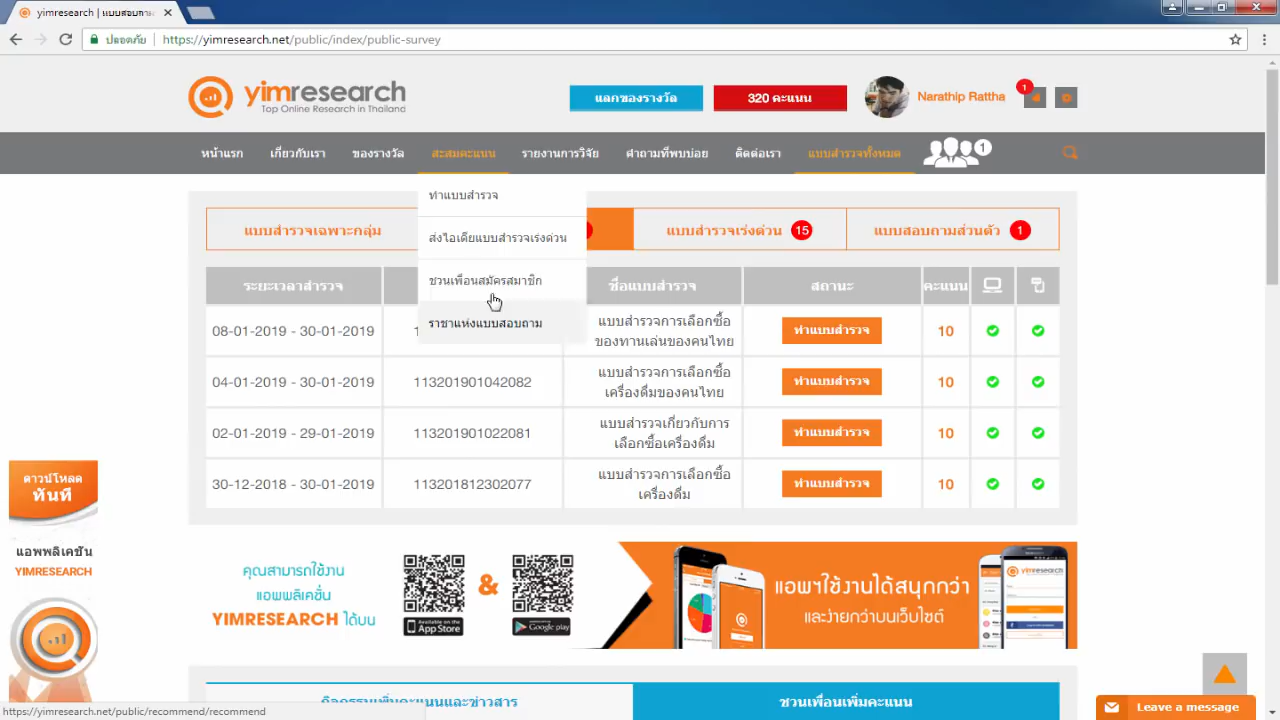 yimresearch | แบบสอบถาม
ปลอดภัย
https://yimresearch.net/public/index/public-survey
yimresearch
Top Online Research in Thailand
แลกของรางวัล
320 คะแนน
Narathip Rattha
1
หน้าแรก
เกี่ยวกับเรา
ของรางวัล
สะสมคะแนน
รายงานการวิจัย
คำถามที่พบบ่อย
ติดต่อเรา
แบบสำรวจทั้งหมด
1
ทำแบบสำรวจ
ส่งไอเดียแบบสำรวจเร่งด่วน
ชวนเพื่อนสมัครสมาชิก
ราชาแห่งแบบสอบถาม
แบบสำรวจเฉพาะกลุ่ม
แบบสำรวจเร่งด่วน 15
แบบสอบถามส่วนตัว 1
ระยะเวลาสำรวจ
ชื่อแบบสำรวจ
สถานะ
คะแนน
08-01-2019 - 30-01-2019
แบบสำรวจการเลือกซื้อ
ของทานเล่นของคนไทย
ทำแบบสำรวจ
10
04-01-2019 - 30-01-2019
113201901042082
แบบสำรวจการเลือกซื้อ
เครื่องดื่มของคนไทย
ทำแบบสำรวจ
10
02-01-2019 - 29-01-2019
113201901022081
แบบสำรวจเกี่ยวกับการ
เลือกซื้อเครื่องดื่ม
ทำแบบสำรวจ
10
30-12-2018 - 30-01-2019
113201812302077
แบบสำรวจการเลือกซื้อ
เครื่องดื่ม
ทำแบบสำรวจ
10
ดาวน์โหลด
ทันที
แอพพลิเคชัน
YIMRESEARCH
คุณสามารถใช้งาน
แอพพลิเคชั่น
YIMRESEARCH ได้บน
Available on the
App Store
&
Google play
แอพฯใช้งานได้สนุกกว่า
และง่ายกว่าบนเว็บไซต์
yimresearch
กิจกรรมเพิ่มคะแนนและข่าวสาร
ชวนเพื่อนเพิ่มคะแนน
https://yimresearch.net/public/recommend/recommend
Leave a message